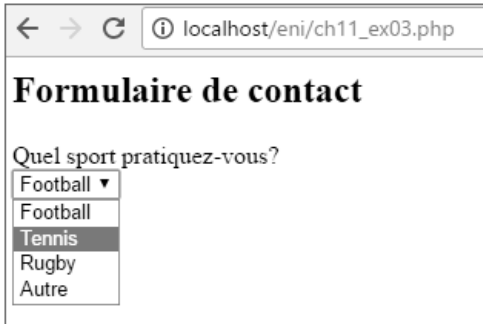 localhost/eni/ch11_ex03.php
Formulaire de contact
Quel sport pratiquez-vous?
Football
Football
Tennis
Rugby
Autre